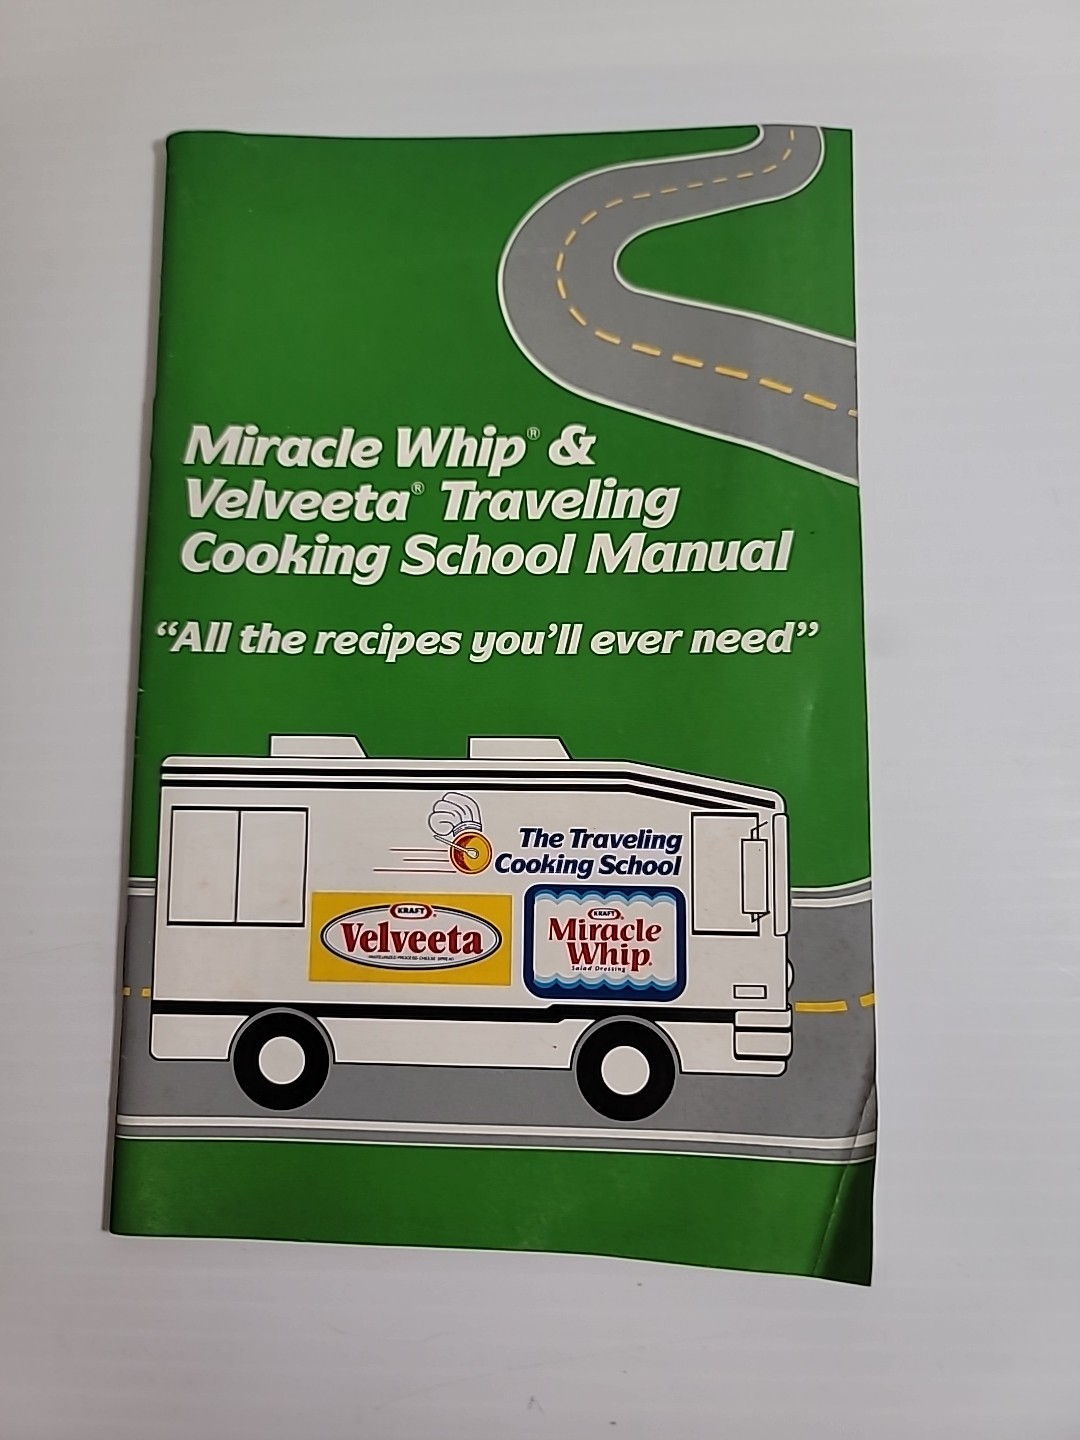 Miracle Whip® &
Velveeta® Traveling
Cooking School Manual
“All the recipes you’ll ever need”
The Traveling
Cooking School
KRAFT
Velveeta
KRAFT
Miracle
Whip®
Salad Dressing